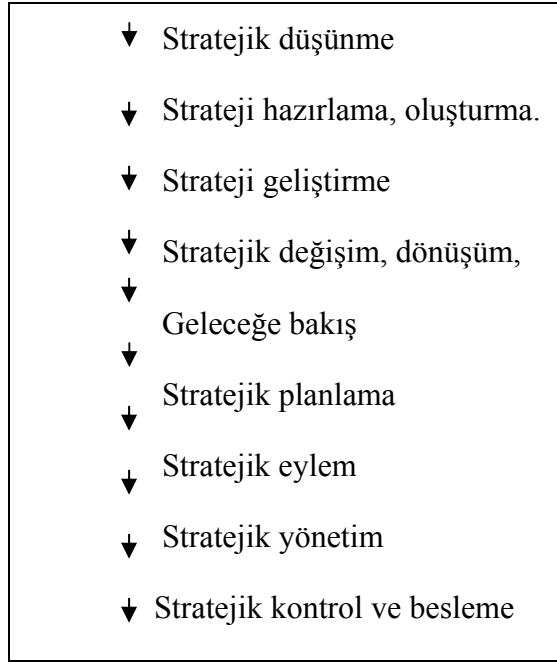 Stratejik düşünme
Strateji hazırlama, oluşturma.
Strateji geliştirme
Stratejik değişim, dönüşüm,
Geleceğe bakış
Stratejik planlama
Stratejik eylem
Stratejik yönetim
Stratejik kontrol ve besleme